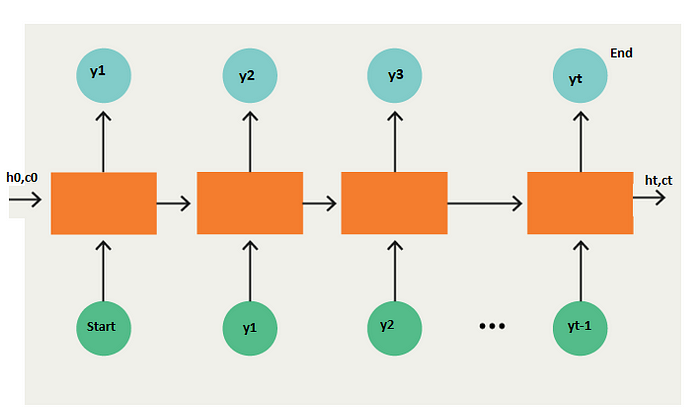 End
y1
y2
y3
yt
h0,c0
ht,ct
Start
y1
y2
...
yt-1